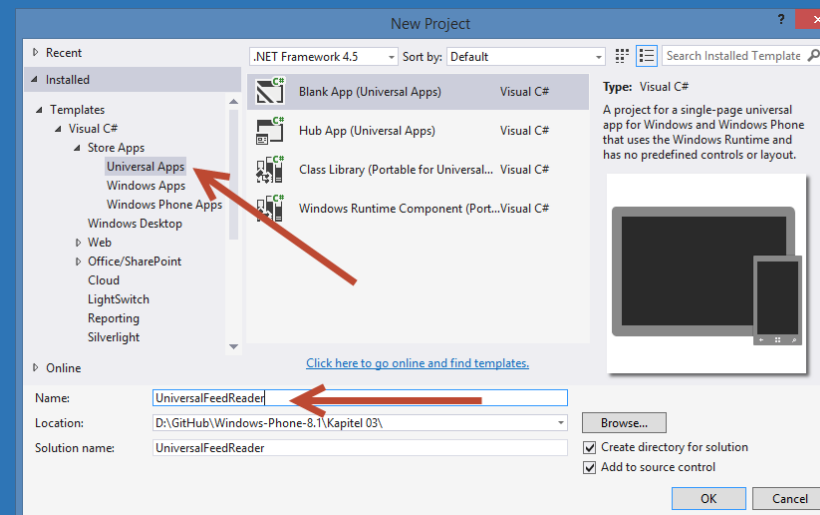 New Project
?
Recent
.NET Framework 4.5
Sort by: Default
Search Installed Template
Installed
Templates
Visual C#
Store Apps
Universal Apps
Windows Apps
Windows Phone Apps
Windows Desktop
Web
Office/SharePoint
Cloud
LightSwitch
Reporting
Silverlight
Online
C# Blank App (Universal Apps) Visual C#
C# Hub App (Universal Apps) Visual C#
C# Class Library (Portable for Universal... Visual C#
C# Windows Runtime Component (Port...Visual C#
Click here to go online and find templates.
Type: Visual C#
A project for a single-page universal
app for Windows and Windows Phone
that uses the Windows Runtime and
has no predefined controls or layout.
Name: UniversalFeedReader
Location: D:\GitHub\Windows-Phone-8.1\Kapitel 03\
Browse...
Solution name: UniversalFeedReader
Create directory for solution
Add to source control
OK
Cancel